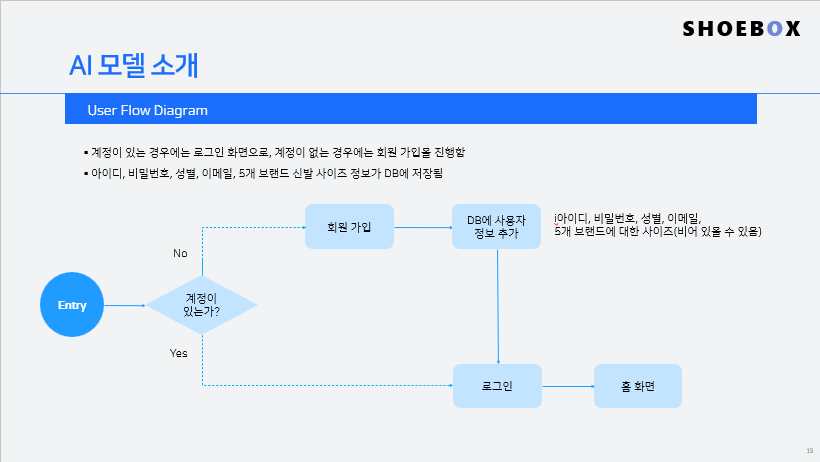 SHOEBOX
AI 모델 소개
User Flow Diagram
▪ 계정이 있는 경우에는 로그인 화면으로, 계정이 없는 경우에는 회원 가입을 진행함
▪ 아이디, 비밀번호, 성별, 이메일, 5개 브랜드 신발 사이즈 정보가 DB에 저장됨
회원 가입
DB에 사용자
정보 추가
i아이디, 비밀번호, 성별, 이메일,
5개 브랜드에 대한 사이즈(비어 있을 수 있음)
No
Entry
계정이
있는가?
Yes
로그인
홈 화면
15